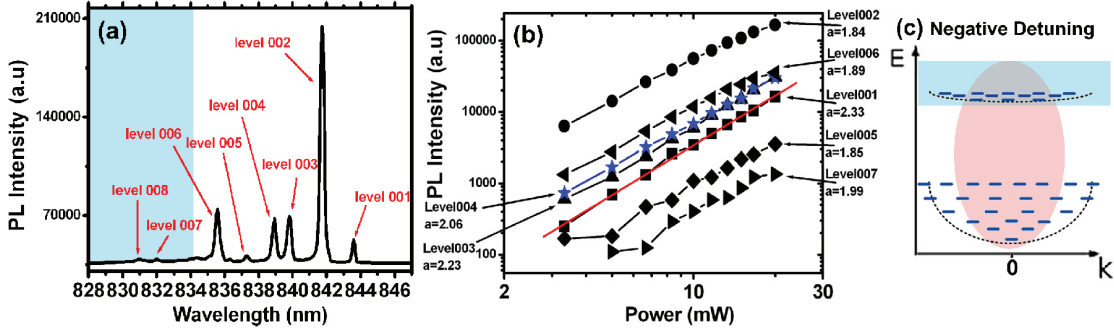 (a)
PL Intensity (a.u)
210000
140000
70000
level 002
level 004
level 006
level 005
level 003
level 008
level 007
level 001
828 830 832 834 836 838 840 842 844 846
Wavelength (nm)
(b)
PL Intensity (a.u)
100000
10000
1000
100
Level002
a=1.84
Level006
a=1.89
Level001
a=2.33
Level005
a=1.85
Level007
a=1.99
Level004
a=2.06
Level003
a=2.23
2 10 30
Power (mW)
(c) Negative Detuning
E
0
k